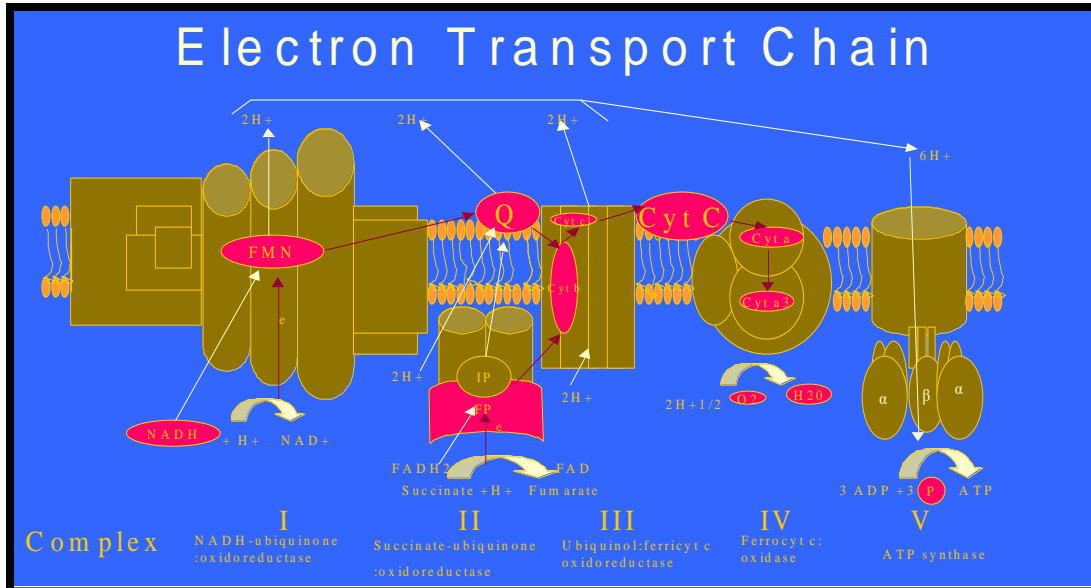 Electron Transport Chain
2H+ 2H+ 2H+
6H+
Q
Cyt c1
Cyt C
Cyt a
FMN
Cyt b
Cyt a3
e
IP
2H+
2H+
2H+1/2 O2 H20
FP
α β α
NADH + H+ NAD+
e
FADH2 FAD
Succinate +H+ Fumarate
3 ADP +3 P ATP
I II III IV V
Complex
NADH-ubiquinone
:oxidoreductase
Succinate-ubiquinone
:oxidoreductase
Ubiquinol:ferricyt c
oxidoreductase
Ferrocyt c:
oxidase
ATP synthase